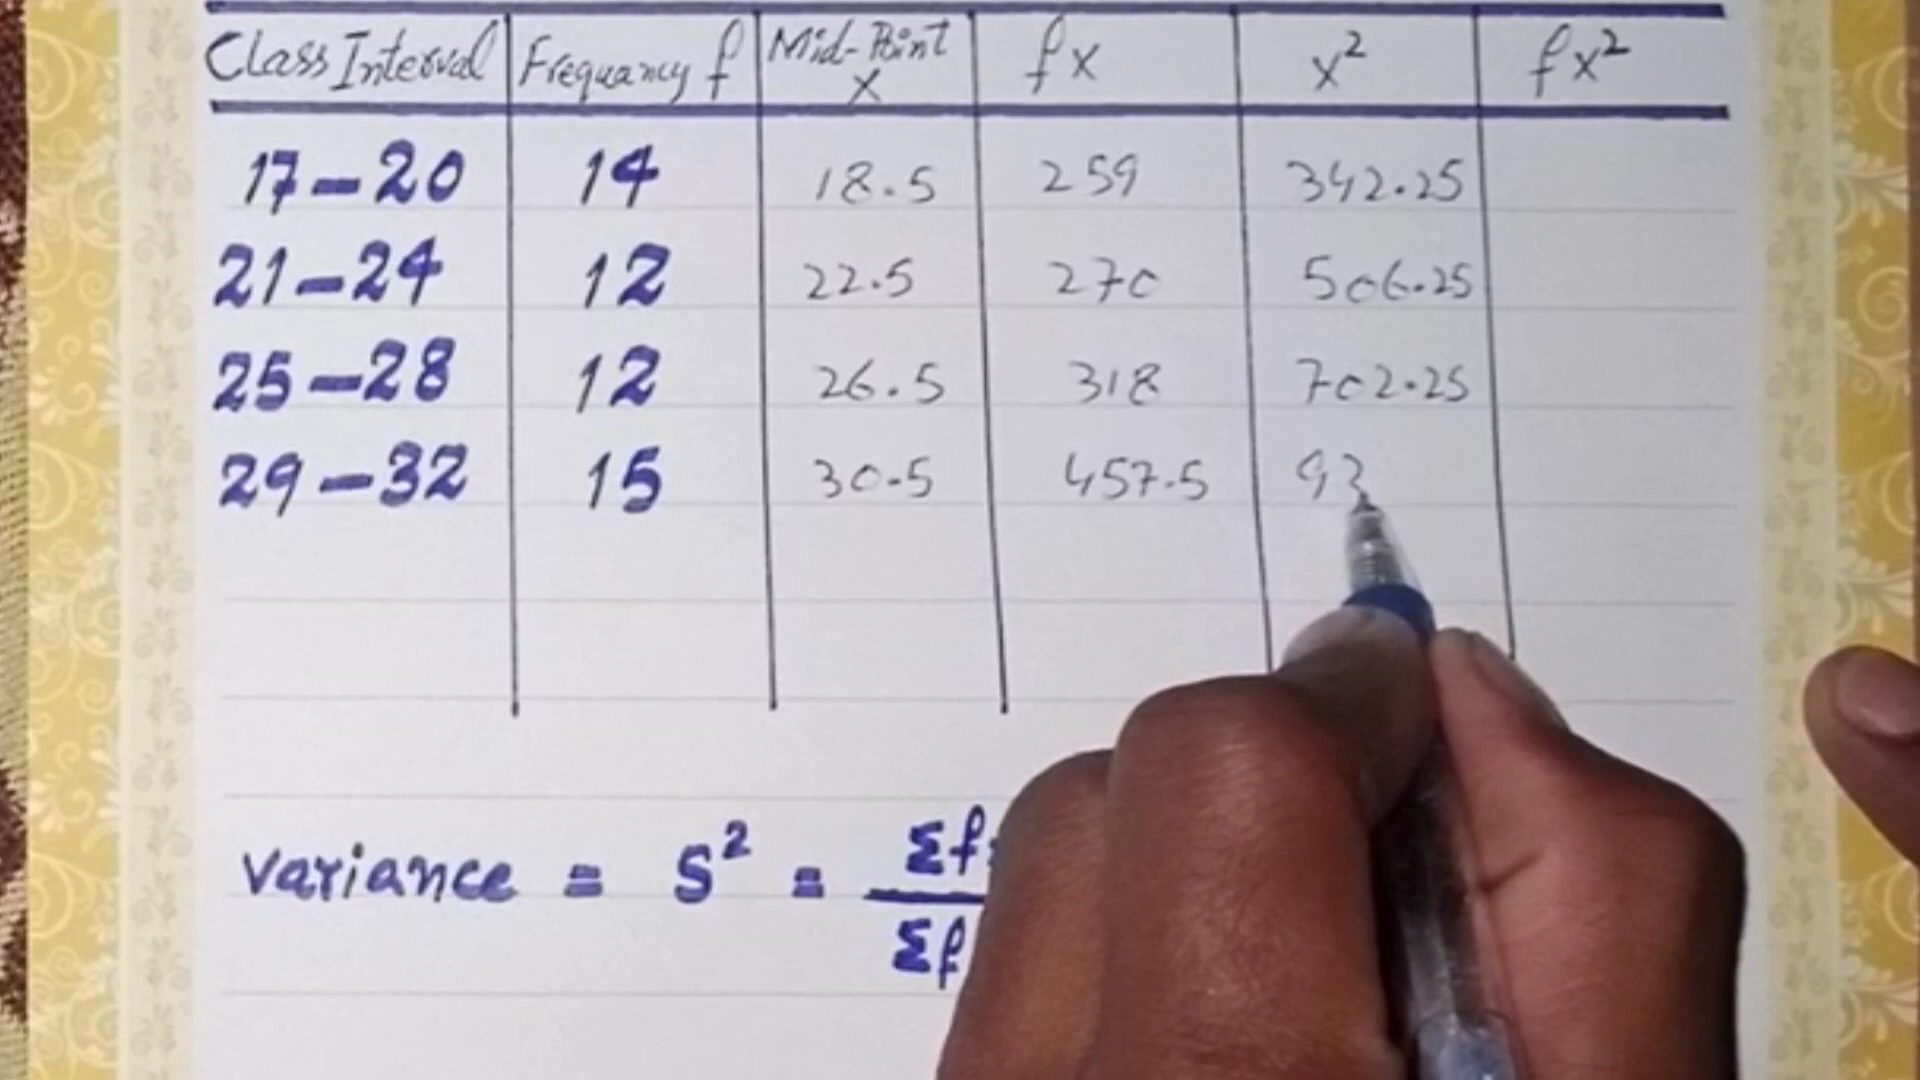 Class Interval Frequancy f Mid-Point X fx x² fx²
17-20 14 18.5 259 342.25
21-24 12 22.5 270 506.25
25-28 12 26.5 318 702.25
29-32 15 30.5 457.5 93
variance = S² = Σf
Σf